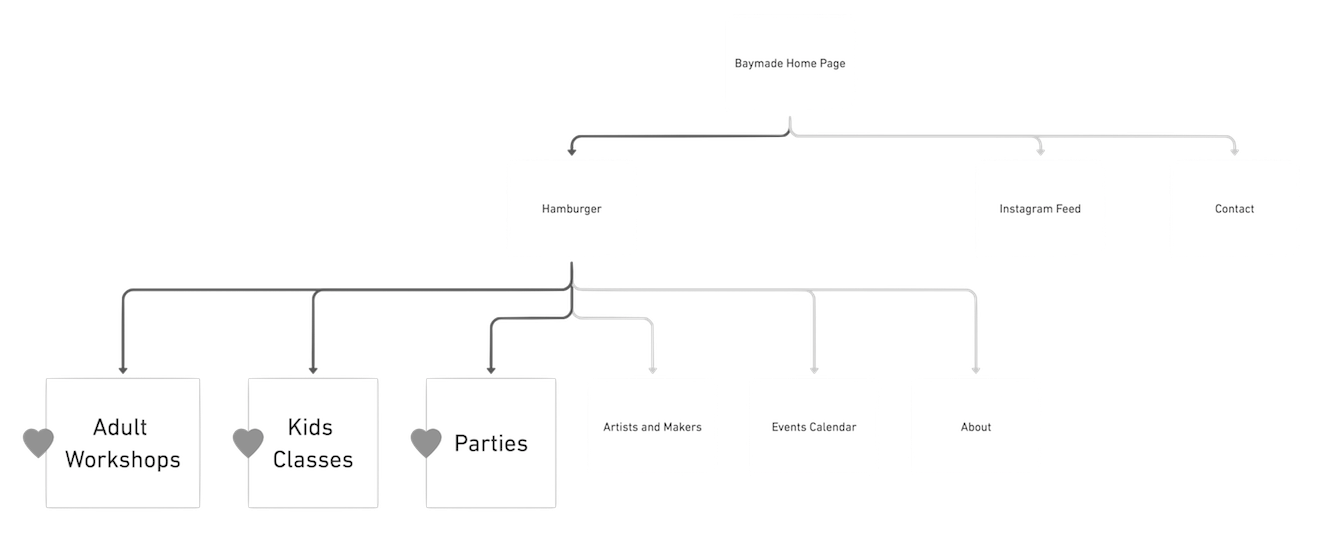 Baymade Home Page
Hamburger
Instagram Feed
Contact
Adult
Workshops
Kids
Classes
Parties
Artists and Makers
Events Calendar
About